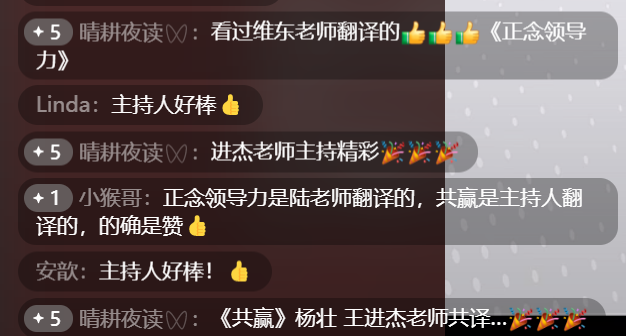 5 晴耕夜读：看过维东老师翻译的👍👍👍《正念领导
力》
Linda：主持人好棒👍
5 晴耕夜读：进杰老师主持精彩🎉🎉🎉
1 小猴哥：正念领导力是陆老师翻译的，共赢是主持人翻
译的，的确是赞👍
安歆：主持人好棒！👍
5 晴耕夜读：《共赢》杨壮 王进杰老师共译...🎉🎉🎉